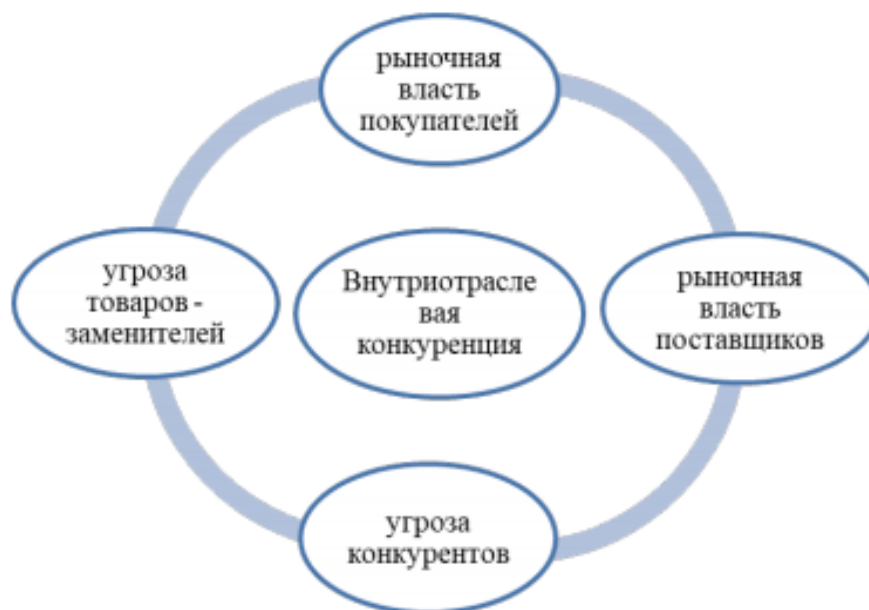 рыночная
власть
покупателей
угроза
товаров -
заменителей
Внутриотрасле
вая
конкуренция
рыночная
власть
поставщиков
угроза
конкурентов